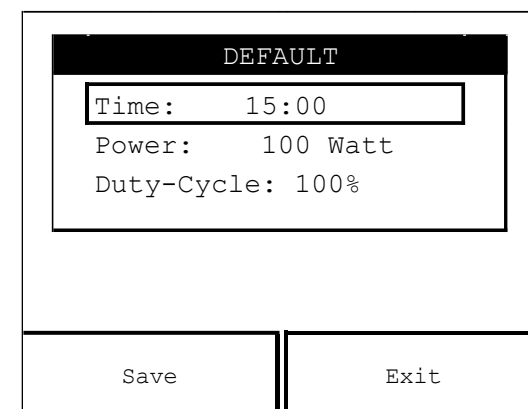 DEFAULT
Time: 15:00
Power: 100 Watt
Duty-Cycle: 100%
Save Exit